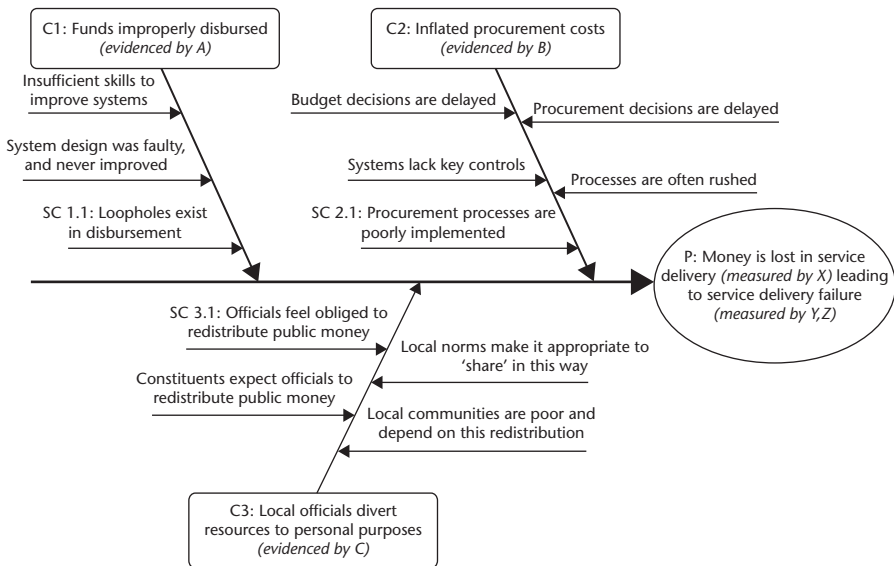 C1: Funds improperly disbursed
(evidenced by A)
C2: Inflated procurement costs
(evidenced by B)
Insufficient skills to
improve systems
System design was faulty,
and never improved
SC 1.1: Loopholes exist
in disbursement
Budget decisions are delayed
Procurement decisions are delayed
Systems lack key controls
Processes are often rushed
SC 2.1: Procurement processes are
poorly implemented
P: Money is lost in service
delivery (measured by X) leading
to service delivery failure
(measured by Y,Z)
SC 3.1: Officials feel obliged to
redistribute public money
Local norms make it appropriate to
‘share’ in this way
Constituents expect officials to
redistribute public money
Local communities are poor and
depend on this redistribution
C3: Local officials divert
resources to personal purposes
(evidenced by C)